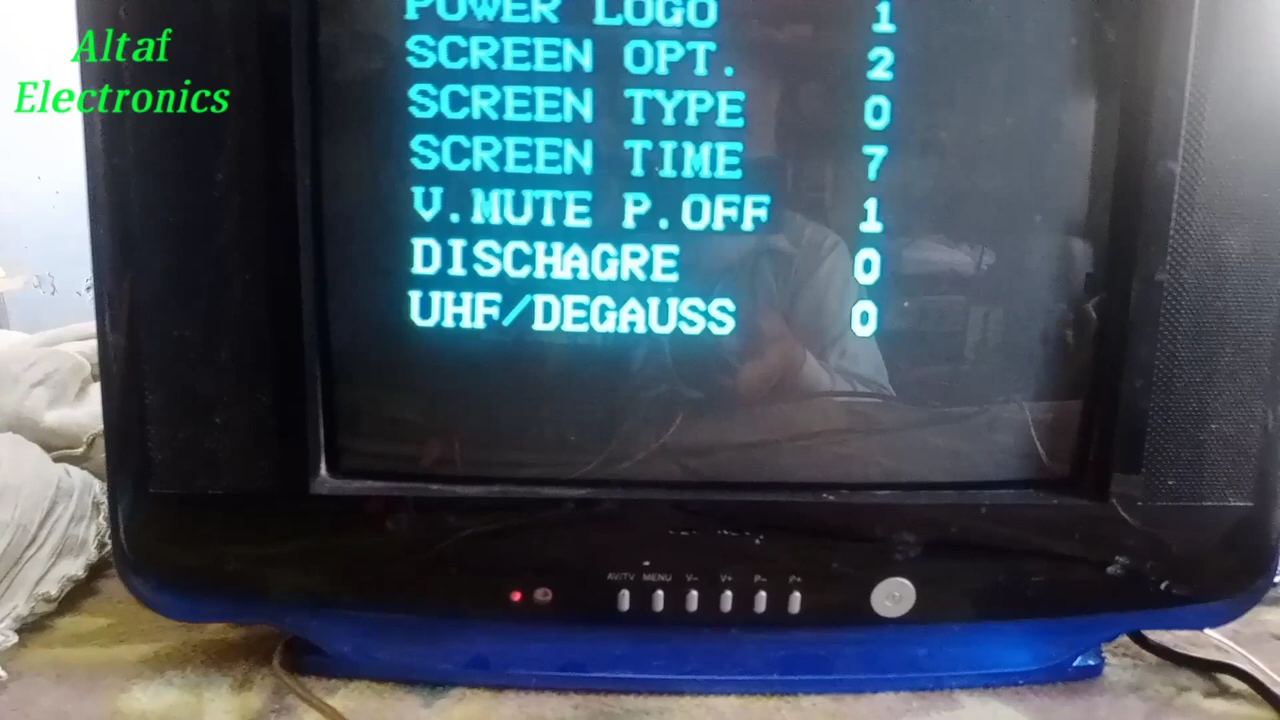 Altaf
Electronics
POWER LOGO 1
SCREEN OPT. 2
SCREEN TYPE 0
SCREEN TIME 7
V.MUTE P.OFF 1
DISCHAGRE 0
UHF/DEGAUSS 0
AV/TV MENU V- V+ P- P+